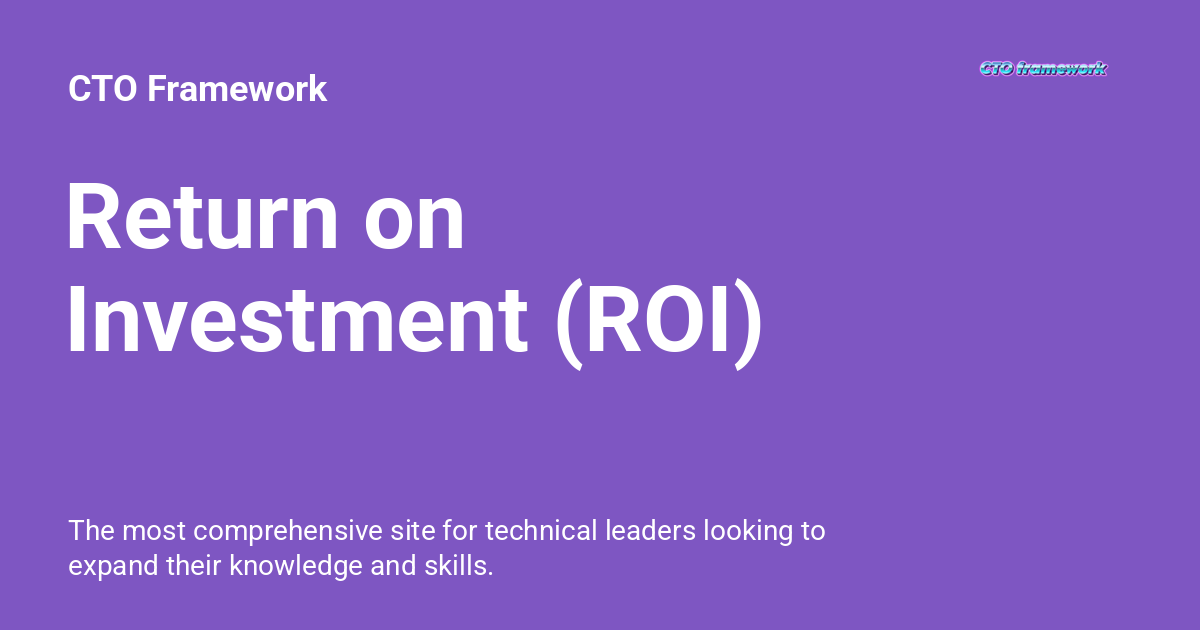 CTO Framework
CTO framework
Return on
Investment (ROI)
The most comprehensive site for technical leaders looking to
expand their knowledge and skills.